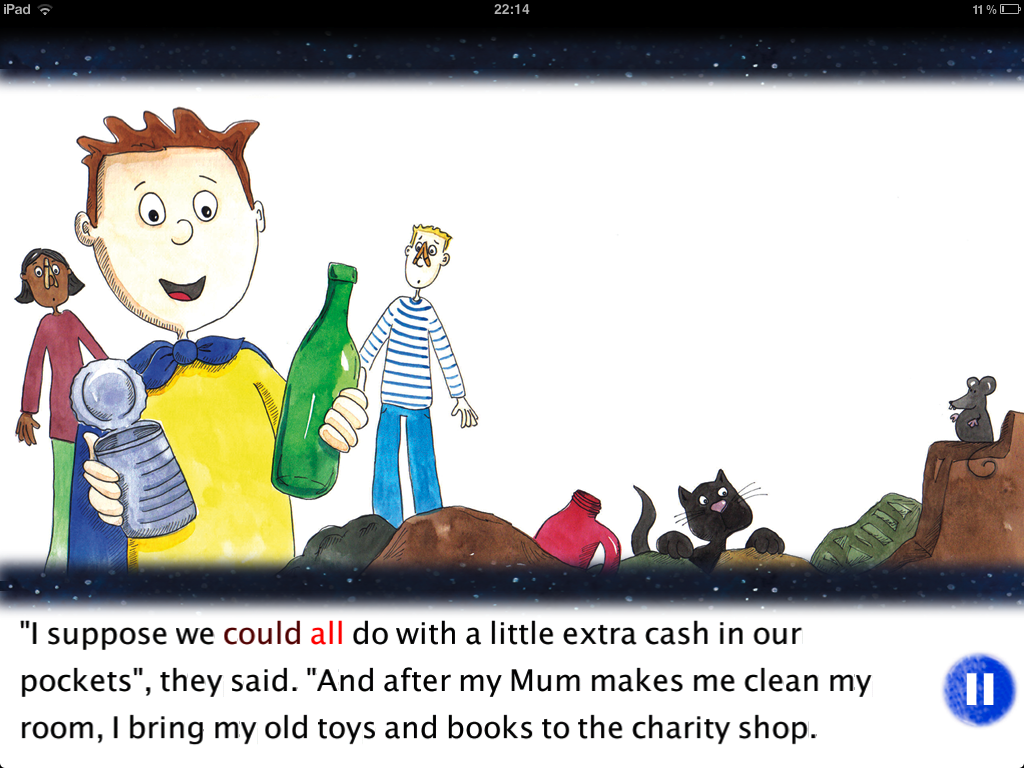 iPad 22:14 11 %
"I suppose we could all do with a little extra cash in our
pockets", they said. "And after my Mum makes me clean my
room, I bring my old toys and books to the charity shop.